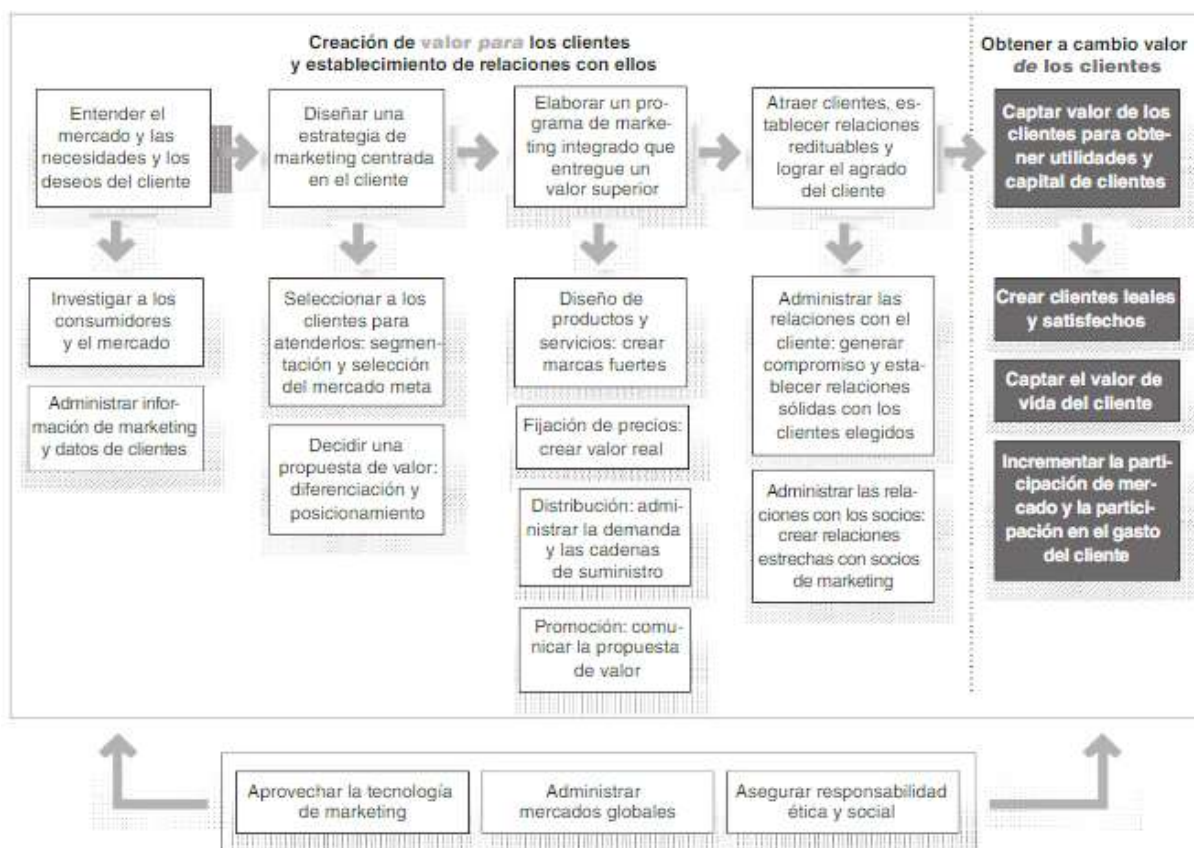 Creación de valor para los clientes
y establecimiento de relaciones con ellos
Obtener a cambio valor
de los clientes
Entender el
mercado y las
necesidades y los
deseos del cliente
Diseñar una
estrategia de
marketing centrada
en el cliente
Elaborar un pro-
grama de marke-
ting integrado que
entregue un
valor superior
Atraer clientes, es-
tablecer relaciones
redituables y
lograr el agrado
del cliente
Captar valor de los
clientes para obte-
ner utilidades y
capital de clientes
Investigar a los
consumidores
y el mercado
Administrar infor-
mación de marketing
y datos de clientes
Seleccionar a los
clientes para
atenderlos: segmen-
tación y selección
del mercado meta
Decidir una
propuesta de valor:
diferenciación y
posicionamiento
Diseño de
productos y
servicios: crear
marcas fuertes
Fijación de precios:
crear valor real
Distribución: admi-
nistrar la demanda
y las cadenas
de suministro
Promoción: comu-
nicar la propuesta
de valor
Administrar las
relaciones con el
cliente: generar
compromiso y esta-
blecer relaciones
sólidas con los
clientes elegidos
Administrar las rela-
ciones con los socios:
crear relaciones
estrechas con socios
de marketing
Crear clientes leales
y satisfechos
Captar el valor de
vida del cliente
Incrementar la parti-
cipación de mer-
cado y la partici-
pación en el gasto
del cliente
Aprovechar la tecnología
de marketing
Administrar
mercados globales
Asegurar responsabilidad
ética y social